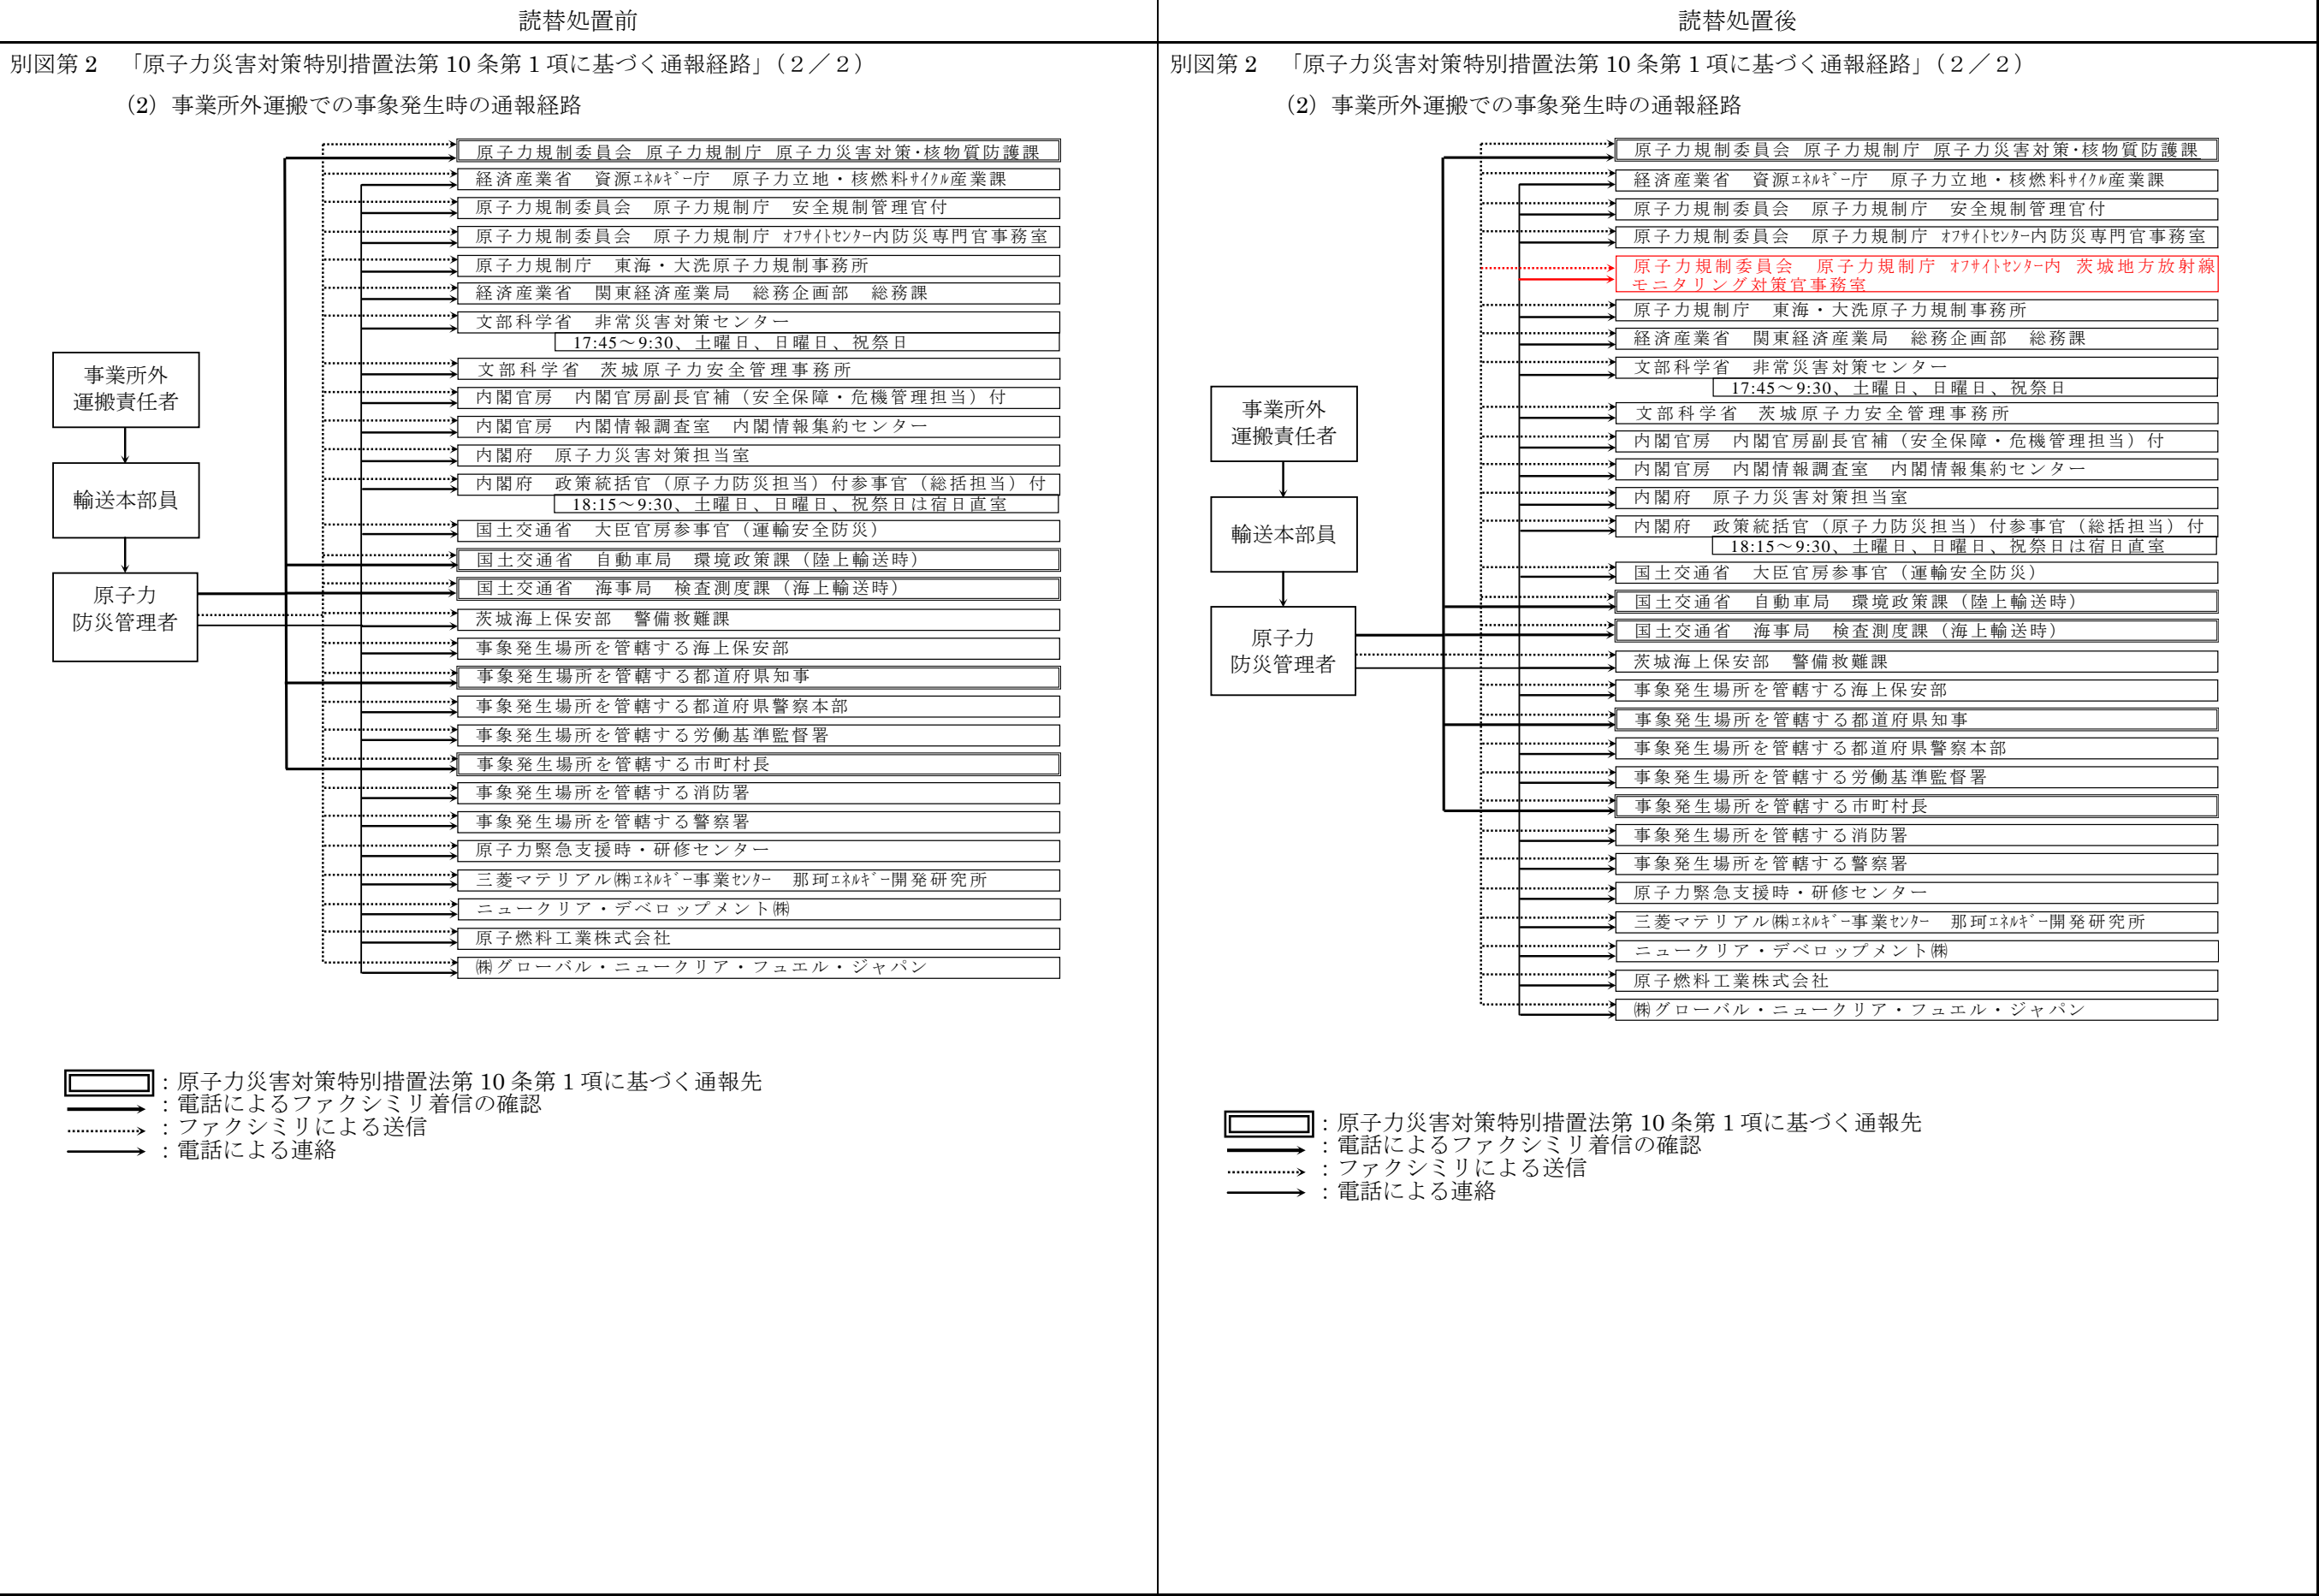 読替処置前
別図第2 「原子力災害対策特別措置法第10条第1項に基づく通報経路」(2/2)
(2) 事業所外運搬での事象発生時の通報経路
原子力規制委員会 原子力規制庁 原子力災害対策・核物質防護課
経済産業省 資源エネルギー庁 原子力立地・核燃料サイクル産業課
原子力規制委員会 原子力規制庁 安全規制管理官付
原子力規制委員会 原子力規制庁 オフサイトセンター内防災専門官事務室
原子力規制庁 東海・大洗原子力規制事務所
経済産業省 関東経済産業局 総務企画部 総務課
文部科学省 非常災害対策センター
17:45~9:30、土曜日、日曜日、祝祭日
文部科学省 茨城原子力安全管理事務所
内閣官房 内閣官房副長官補(安全保障・危機管理担当)付
内閣官房 内閣情報調査室 内閣情報集約センター
内閣府 原子力災害対策担当室
内閣府 政策統括官(原子力防災担当)付参事官(総括担当)付
18:15~9:30、土曜日、日曜日、祝祭日は宿日直室
国土交通省 大臣官房参事官(運輸安全防災)
国土交通省 自動車局 環境政策課(陸上輸送時)
国土交通省 海事局 検査測度課(海上輸送時)
茨城海上保安部 警備救難課
事象発生場所を管轄する海上保安部
事象発生場所を管轄する都道府県知事
事象発生場所を管轄する都道府県警察本部
事象発生場所を管轄する労働基準監督署
事象発生場所を管轄する市町村長
事象発生場所を管轄する消防署
事象発生場所を管轄する警察署
原子力緊急支援時・研修センター
三菱マテリアル㈱エネルギー事業センター 那珂エネルギー開発研究所
ニュークリア・デベロップメント㈱
原子燃料工業株式会社
㈱グローバル・ニュークリア・フュエル・ジャパン
事業所外
運搬責任者
輸送本部員
原子力
防災管理者
:原子力災害対策特別措置法第10条第1項に基づく通報先
:電話によるファクシミリ着信の確認
:ファクシミリによる送信
:電話による連絡
読替処置後
別図第2 「原子力災害対策特別措置法第10条第1項に基づく通報経路」(2/2)
(2) 事業所外運搬での事象発生時の通報経路
原子力規制委員会 原子力規制庁 原子力災害対策・核物質防護課
経済産業省 資源エネルギー庁 原子力立地・核燃料サイクル産業課
原子力規制委員会 原子力規制庁 安全規制管理官付
原子力規制委員会 原子力規制庁 オフサイトセンター内防災専門官事務室
原子力規制委員会 原子力規制庁 オフサイトセンター内 茨城地方放射線
モニタリング対策官事務室
原子力規制庁 東海・大洗原子力規制事務所
経済産業省 関東経済産業局 総務企画部 総務課
文部科学省 非常災害対策センター
17:45~9:30、土曜日、日曜日、祝祭日
文部科学省 茨城原子力安全管理事務所
内閣官房 内閣官房副長官補(安全保障・危機管理担当)付
内閣官房 内閣情報調査室 内閣情報集約センター
内閣府 原子力災害対策担当室
内閣府 政策統括官(原子力防災担当)付参事官(総括担当)付
18:15~9:30、土曜日、日曜日、祝祭日は宿日直室
国土交通省 大臣官房参事官(運輸安全防災)
国土交通省 自動車局 環境政策課(陸上輸送時)
国土交通省 海事局 検査測度課(海上輸送時)
茨城海上保安部 警備救難課
事象発生場所を管轄する海上保安部
事象発生場所を管轄する都道府県知事
事象発生場所を管轄する都道府県警察本部
事象発生場所を管轄する労働基準監督署
事象発生場所を管轄する市町村長
事象発生場所を管轄する消防署
事象発生場所を管轄する警察署
原子力緊急支援時・研修センター
三菱マテリアル㈱エネルギー事業センター 那珂エネルギー開発研究所
ニュークリア・デベロップメント㈱
原子燃料工業株式会社
㈱グローバル・ニュークリア・フュエル・ジャパン
事業所外
運搬責任者
輸送本部員
原子力
防災管理者
:原子力災害対策特別措置法第10条第1項に基づく通報先
:電話によるファクシミリ着信の確認
:ファクシミリによる送信
:電話による連絡